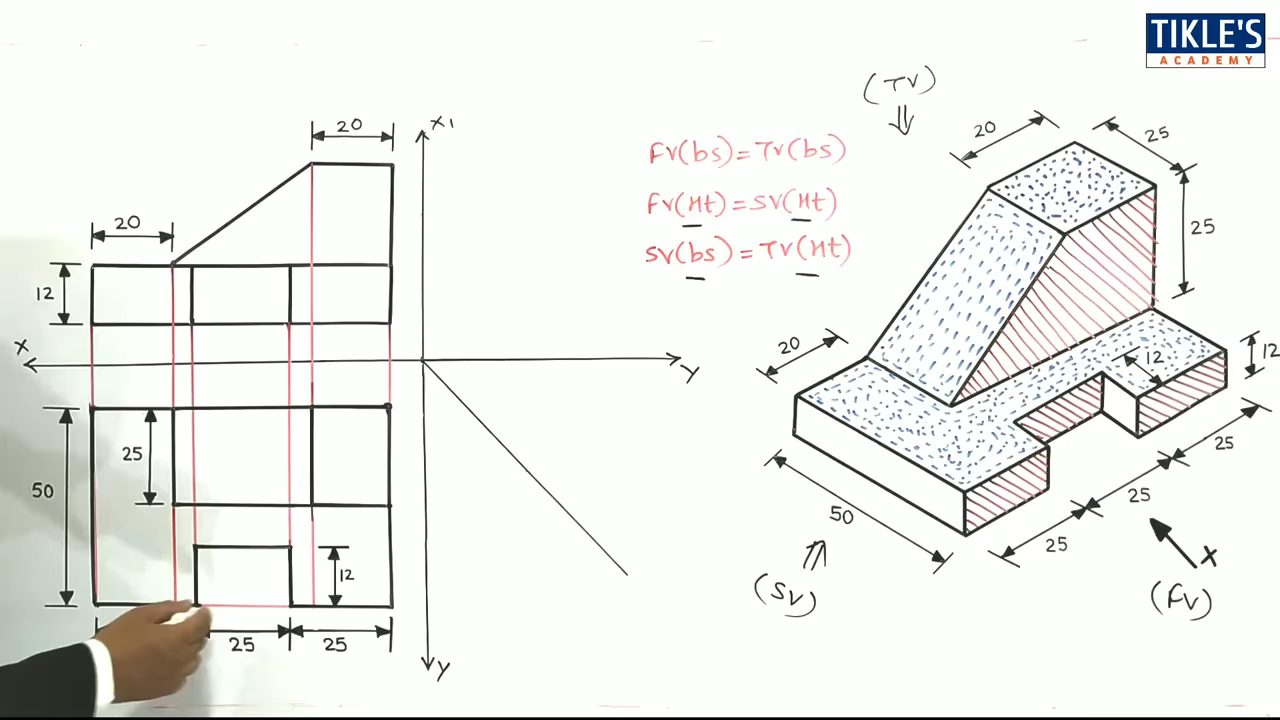 TIKLE'S
ACADEMY
(TV)
20
25
25
20
12
12
50
25
25
25
X
(FV)
(SV)
FV(bs)=TV(bs)
FV(Ht)=SV(Ht)
SV(bs)=TV(Ht)
X1
20
20
12
X
Y
25
50
12
25
25
Y